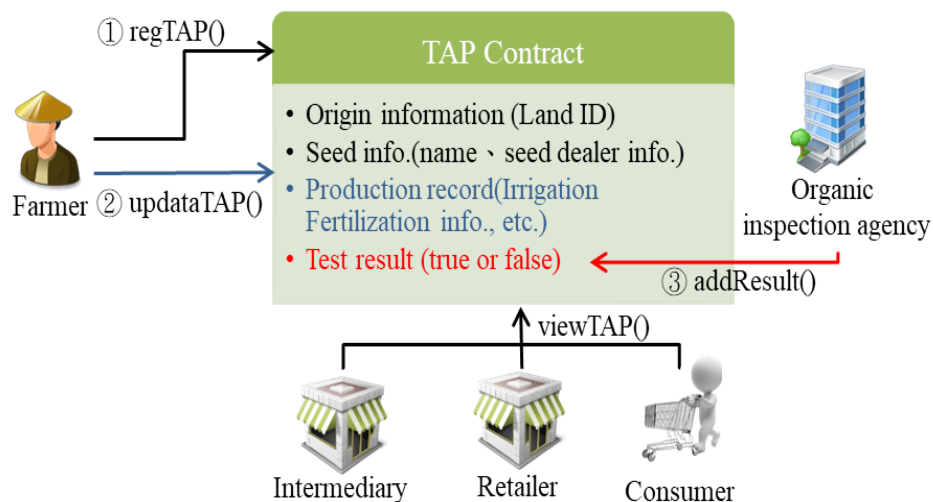 ① regTAP()
TAP Contract
• Origin information (Land ID)
• Seed info.(name、seed dealer info.)
• Production record(Irrigation
Fertilization info., etc.)
• Test result (true or false)
Farmer
② updataTAP()
Organic
inspection agency
③ addResult()
viewTAP()
Intermediary
Retailer
Consumer